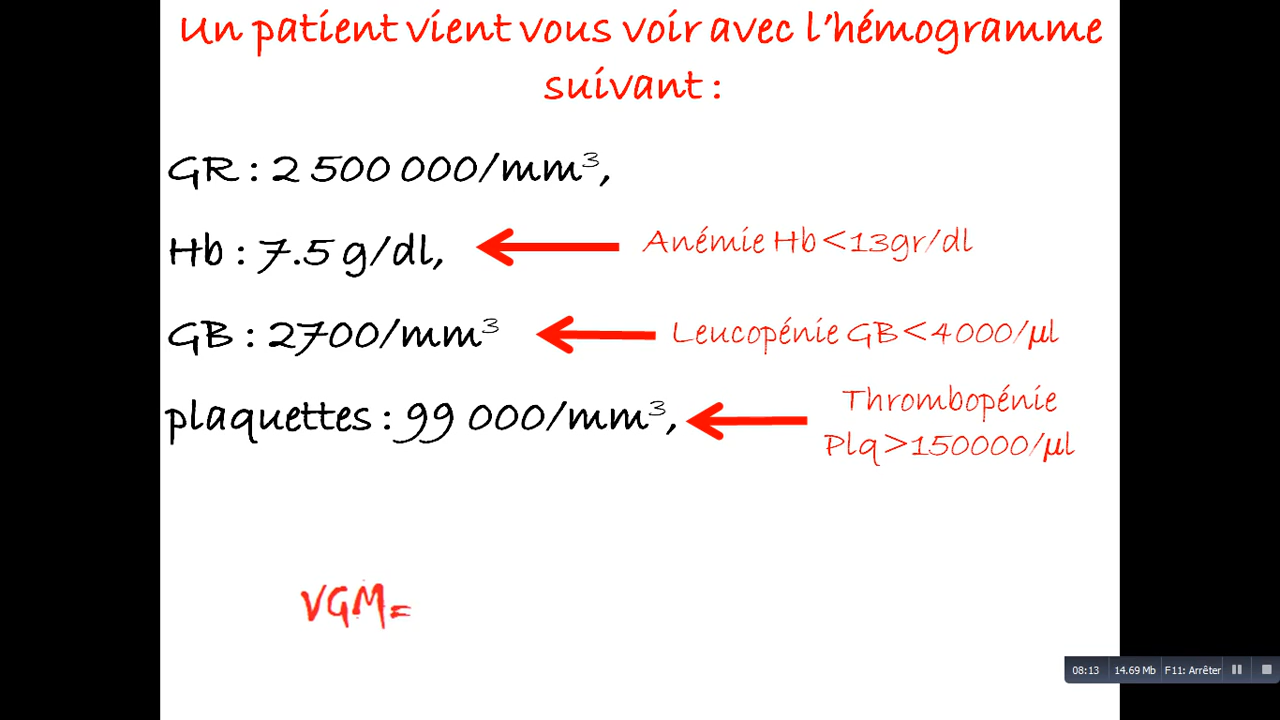 Un patient vient vous voir avec l'hémogramme
suivant :
GR : 2 500 000/mm³,
Hb : 7.5 g/dl,
Anémie Hb<13gr/dl
GB : 2700/mm³
Leucopénie GB<4000/µl
plaquettes : 99 000/mm³,
Thrombopénie
Plq>150000/µl
VGM=
08:13 14.69 Mb F11: Arrêter